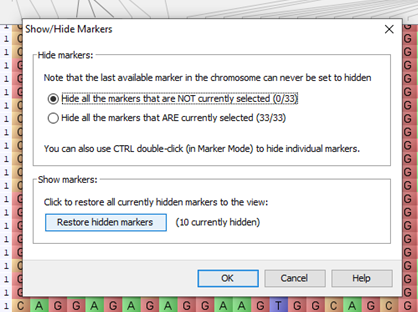 Show/Hide Markers
Hide markers:
Note that the last available marker in the chromosome can never be set to hidden
Hide all the markers that are NOT currently selected (0/33)
Hide all the markers that ARE currently selected (33/33)
You can also use CTRL double-click (in Marker Mode) to hide individual markers.
Show markers:
Click to restore all currently hidden markers to the view:
Restore hidden markers (10 currently hidden)
OK Cancel Help